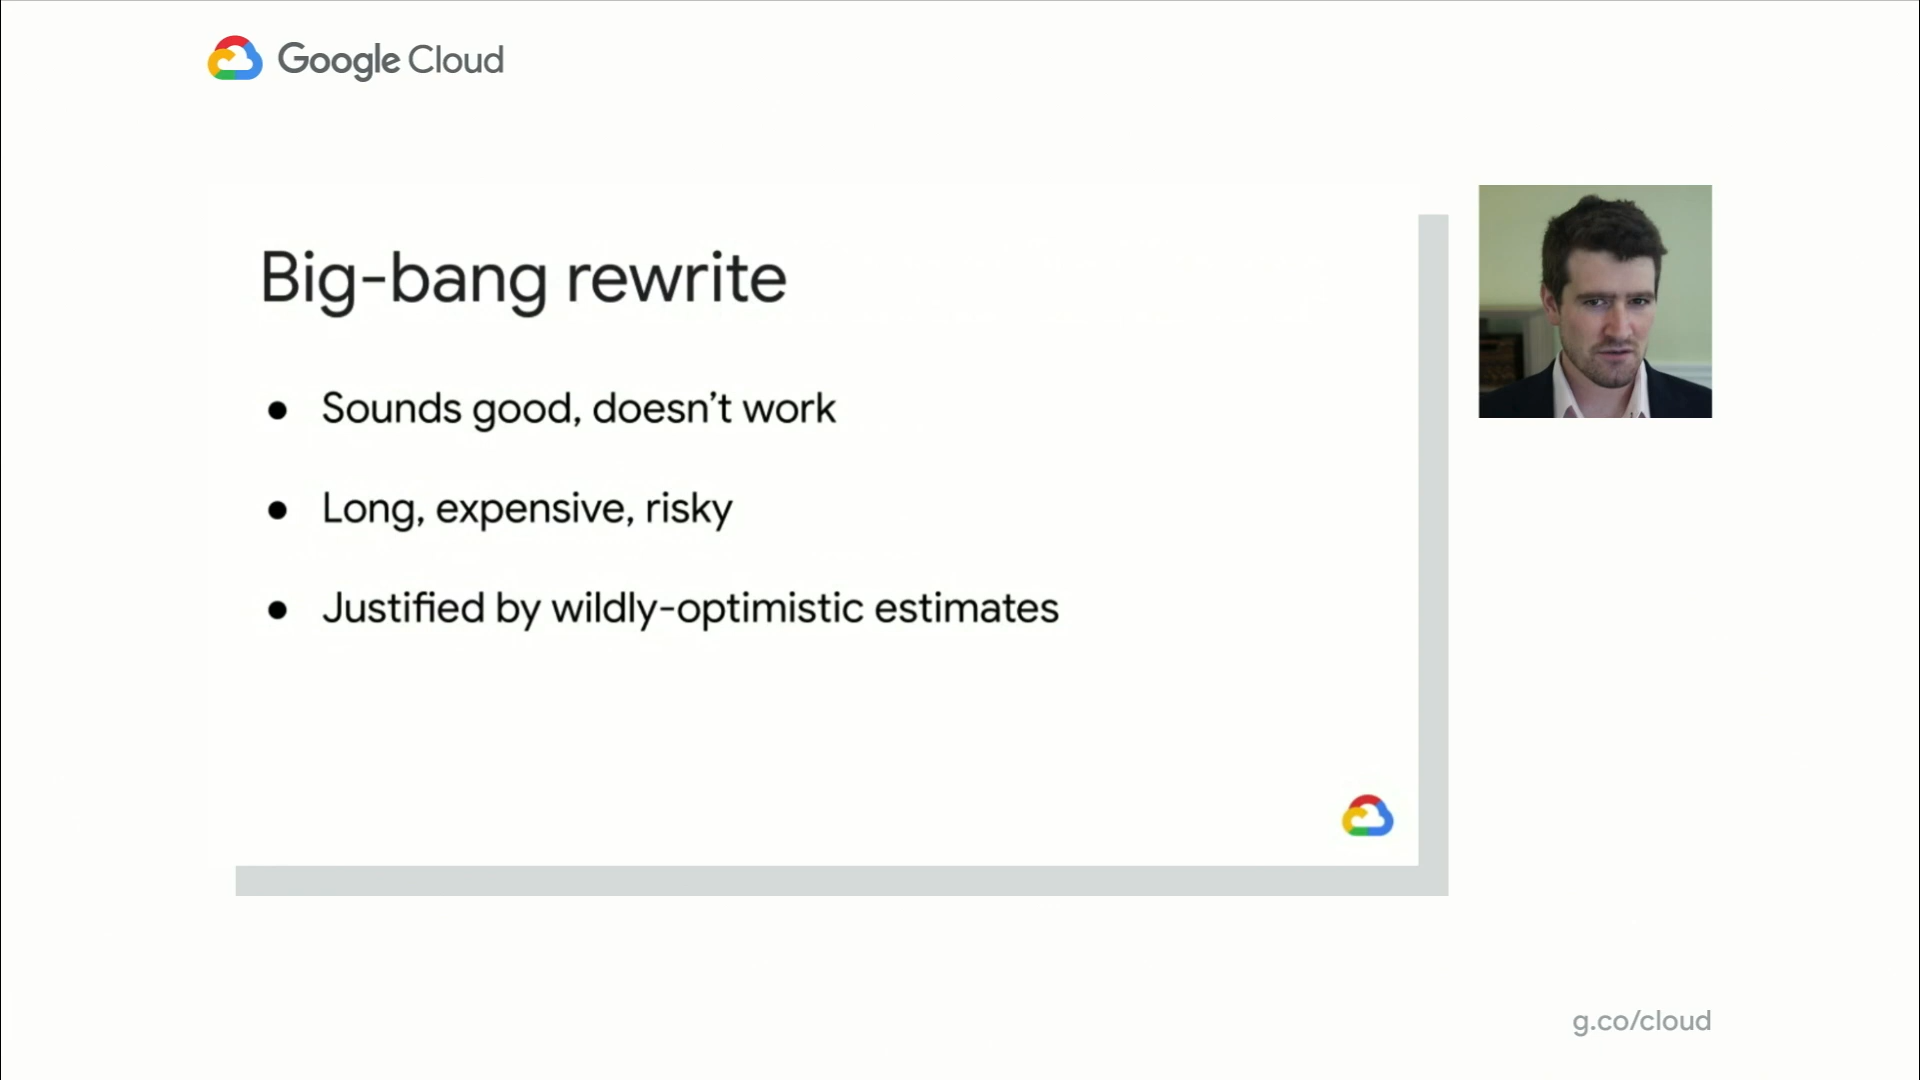 Google Cloud
Big-bang rewrite
● Sounds good, doesn’t work
● Long, expensive, risky
● Justified by wildly-optimistic estimates
g.co/cloud